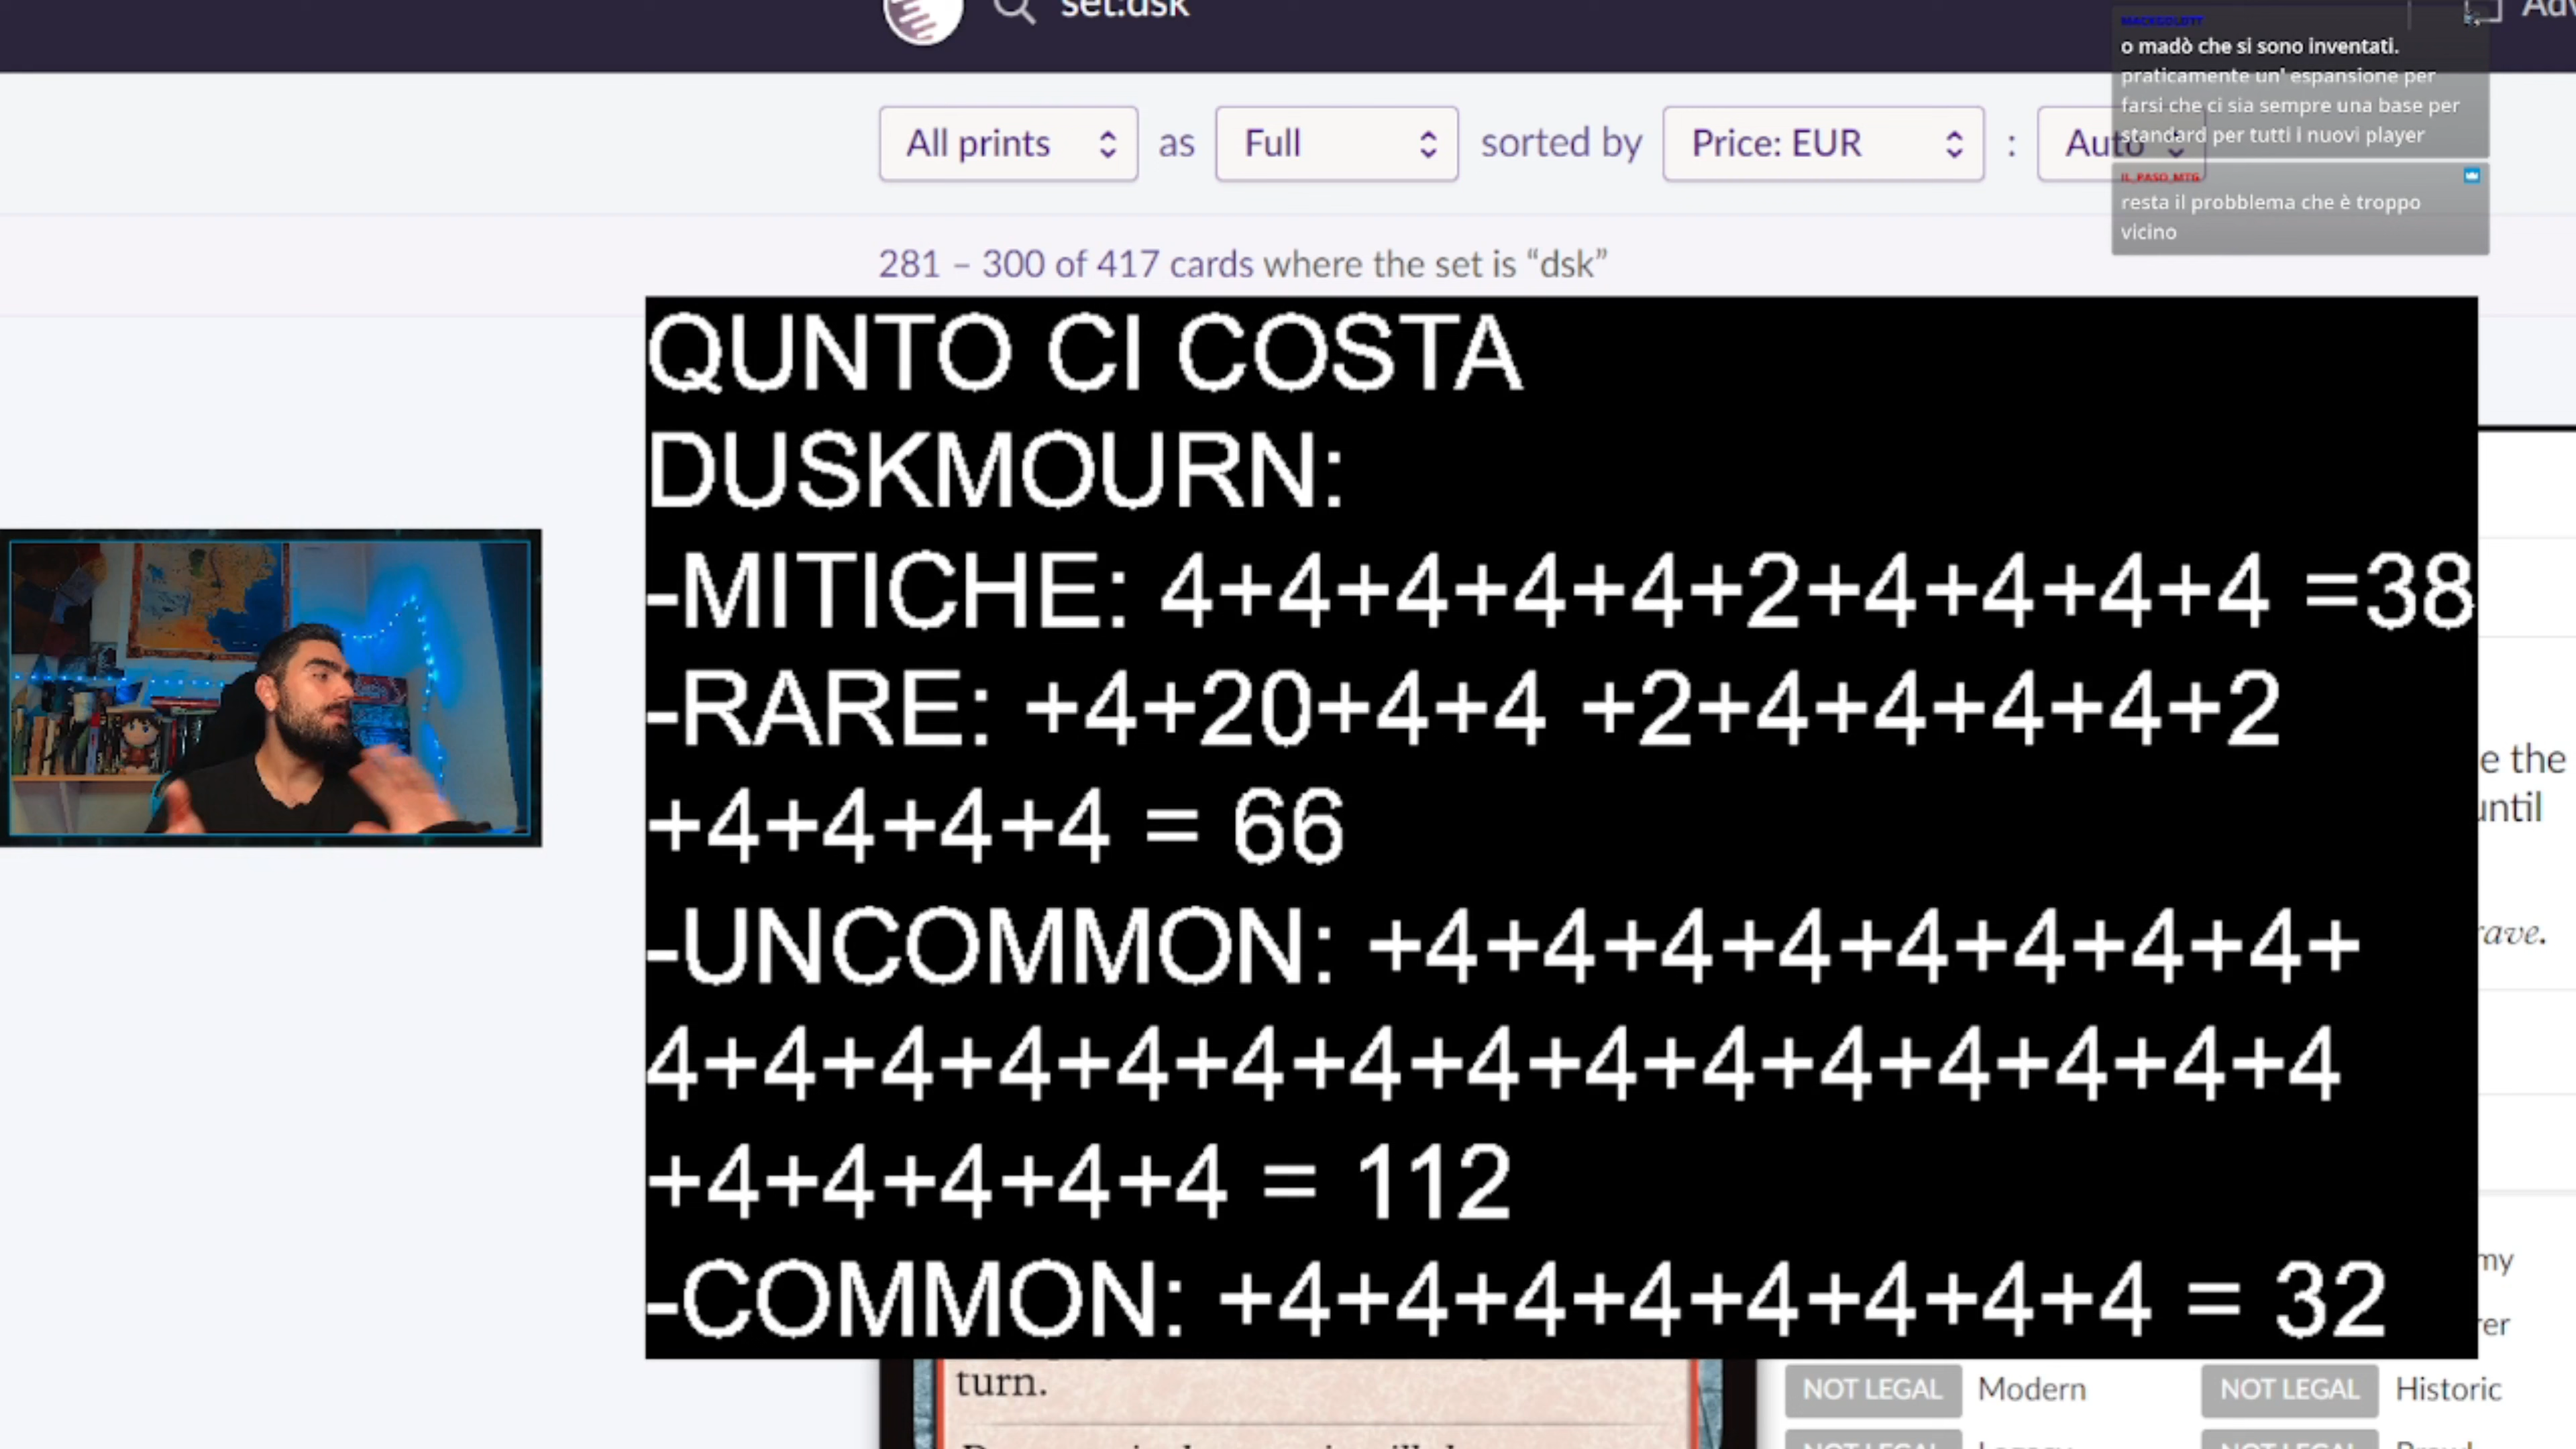 set:dsk
Adv
All prints as Full sorted by Price: EUR : Auto
281 – 300 of 417 cards where the set is “dsk”
o madò che si sono inventati.
praticamente un' espansione per
farsi che ci sia sempre una base per
standard per tutti i nuovi player
IL_PASO_MTG
resta il probblema che è troppo
vicino
QUNTO CI COSTA
DUSKMOURN:
-MITICHE: 4+4+4+4+4+2+4+4+4+4 =38
-RARE: +4+20+4+4 +2+4+4+4+4+2
+4+4+4+4 = 66
-UNCOMMON: +4+4+4+4+4+4+4+4+
4+4+4+4+4+4+4+4+4+4+4+4+4+4+4
+4+4+4+4+4 = 112
-COMMON: +4+4+4+4+4+4+4+4 = 32
e the
until
rave.
my
rer
turn.
NOT LEGAL Modern
NOT LEGAL Historic